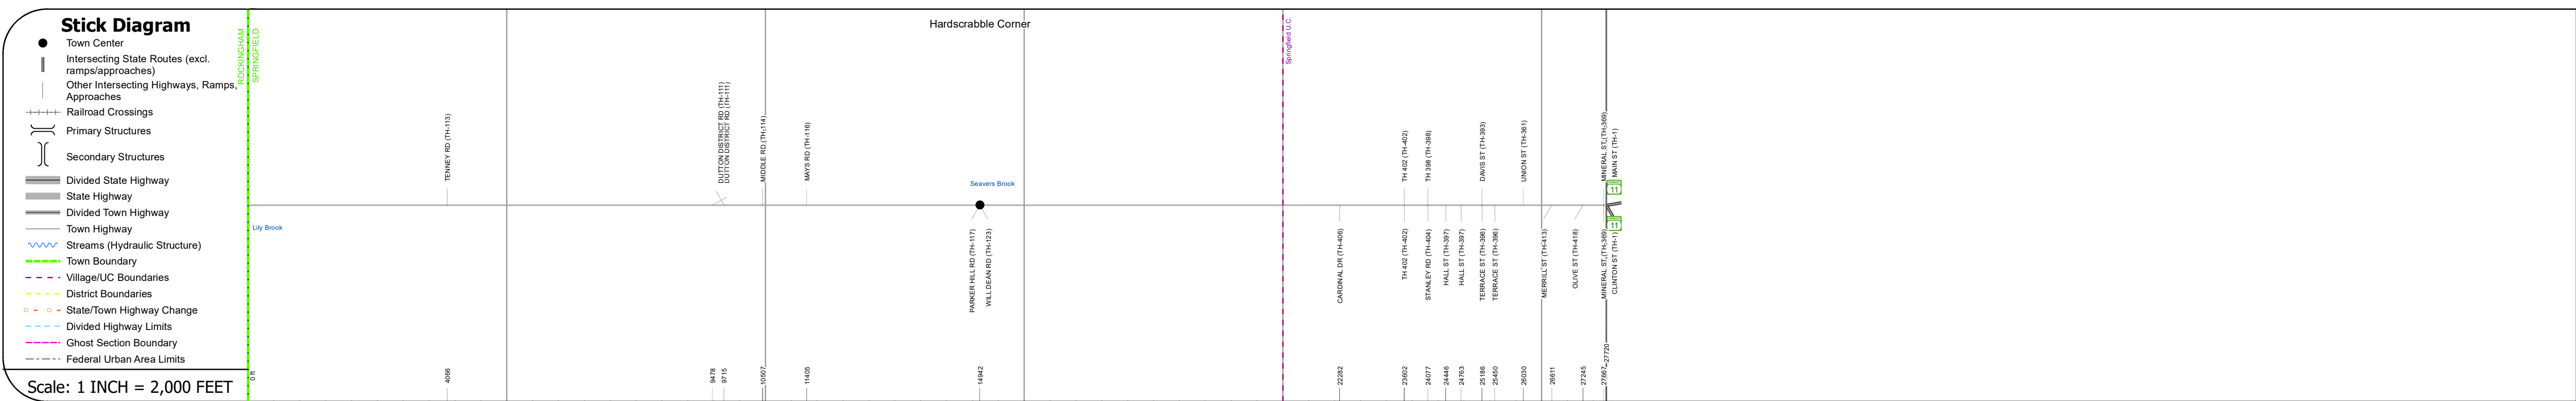 Stick Diagram
Town Center
Intersecting State Routes (excl.
ramps/approaches)
Other Intersecting Highways, Ramps,
Approaches
Railroad Crossings
Primary Structures
Secondary Structures
Divided State Highway
State Highway
Divided Town Highway
Town Highway
Streams (Hydraulic Structure)
Town Boundary
Village/UC Boundaries
District Boundaries
State/Town Highway Change
Divided Highway Limits
Ghost Section Boundary
Federal Urban Area Limits
Scale: 1 INCH = 2,000 FEET
ROCKINGHAM
SPRINGFIELD
Hardscrabble Corner
Springfield U.C.
TENNEY RD (TH-113)
DUTTON DISTRICT RD (TH-111)
DUTTON DISTRICT RD (TH-111)
MIDDLE RD (TH-114)
MAYS RD (TH-116)
TH 402 (TH-402)
TH 398 (TH-398)
DAVIS ST (TH-393)
UNION ST (TH-361)
MINERAL ST (TH-369)
MAIN ST (TH-1)
Seavers Brook
11
Lily Brook
11
PARKER HILL RD (TH-117)
WILL DEAN RD (TH-123)
CARDINAL DR (TH-406)
TH 402 (TH-402)
STANLEY RD (TH-404)
HALL ST (TH-397)
HALL ST (TH-397)
TERRACE ST (TH-396)
TERRACE ST (TH-396)
MERRILL ST (TH-413)
OLIVE ST (TH-418)
MINERAL ST (TH-369)
CLINTON ST (TH-1)
0 ft
4066
9478
9715
10507
11405
14942
22282
23602
24077
24446
24763
25186
25450
26030
26611
27245
27667
27720